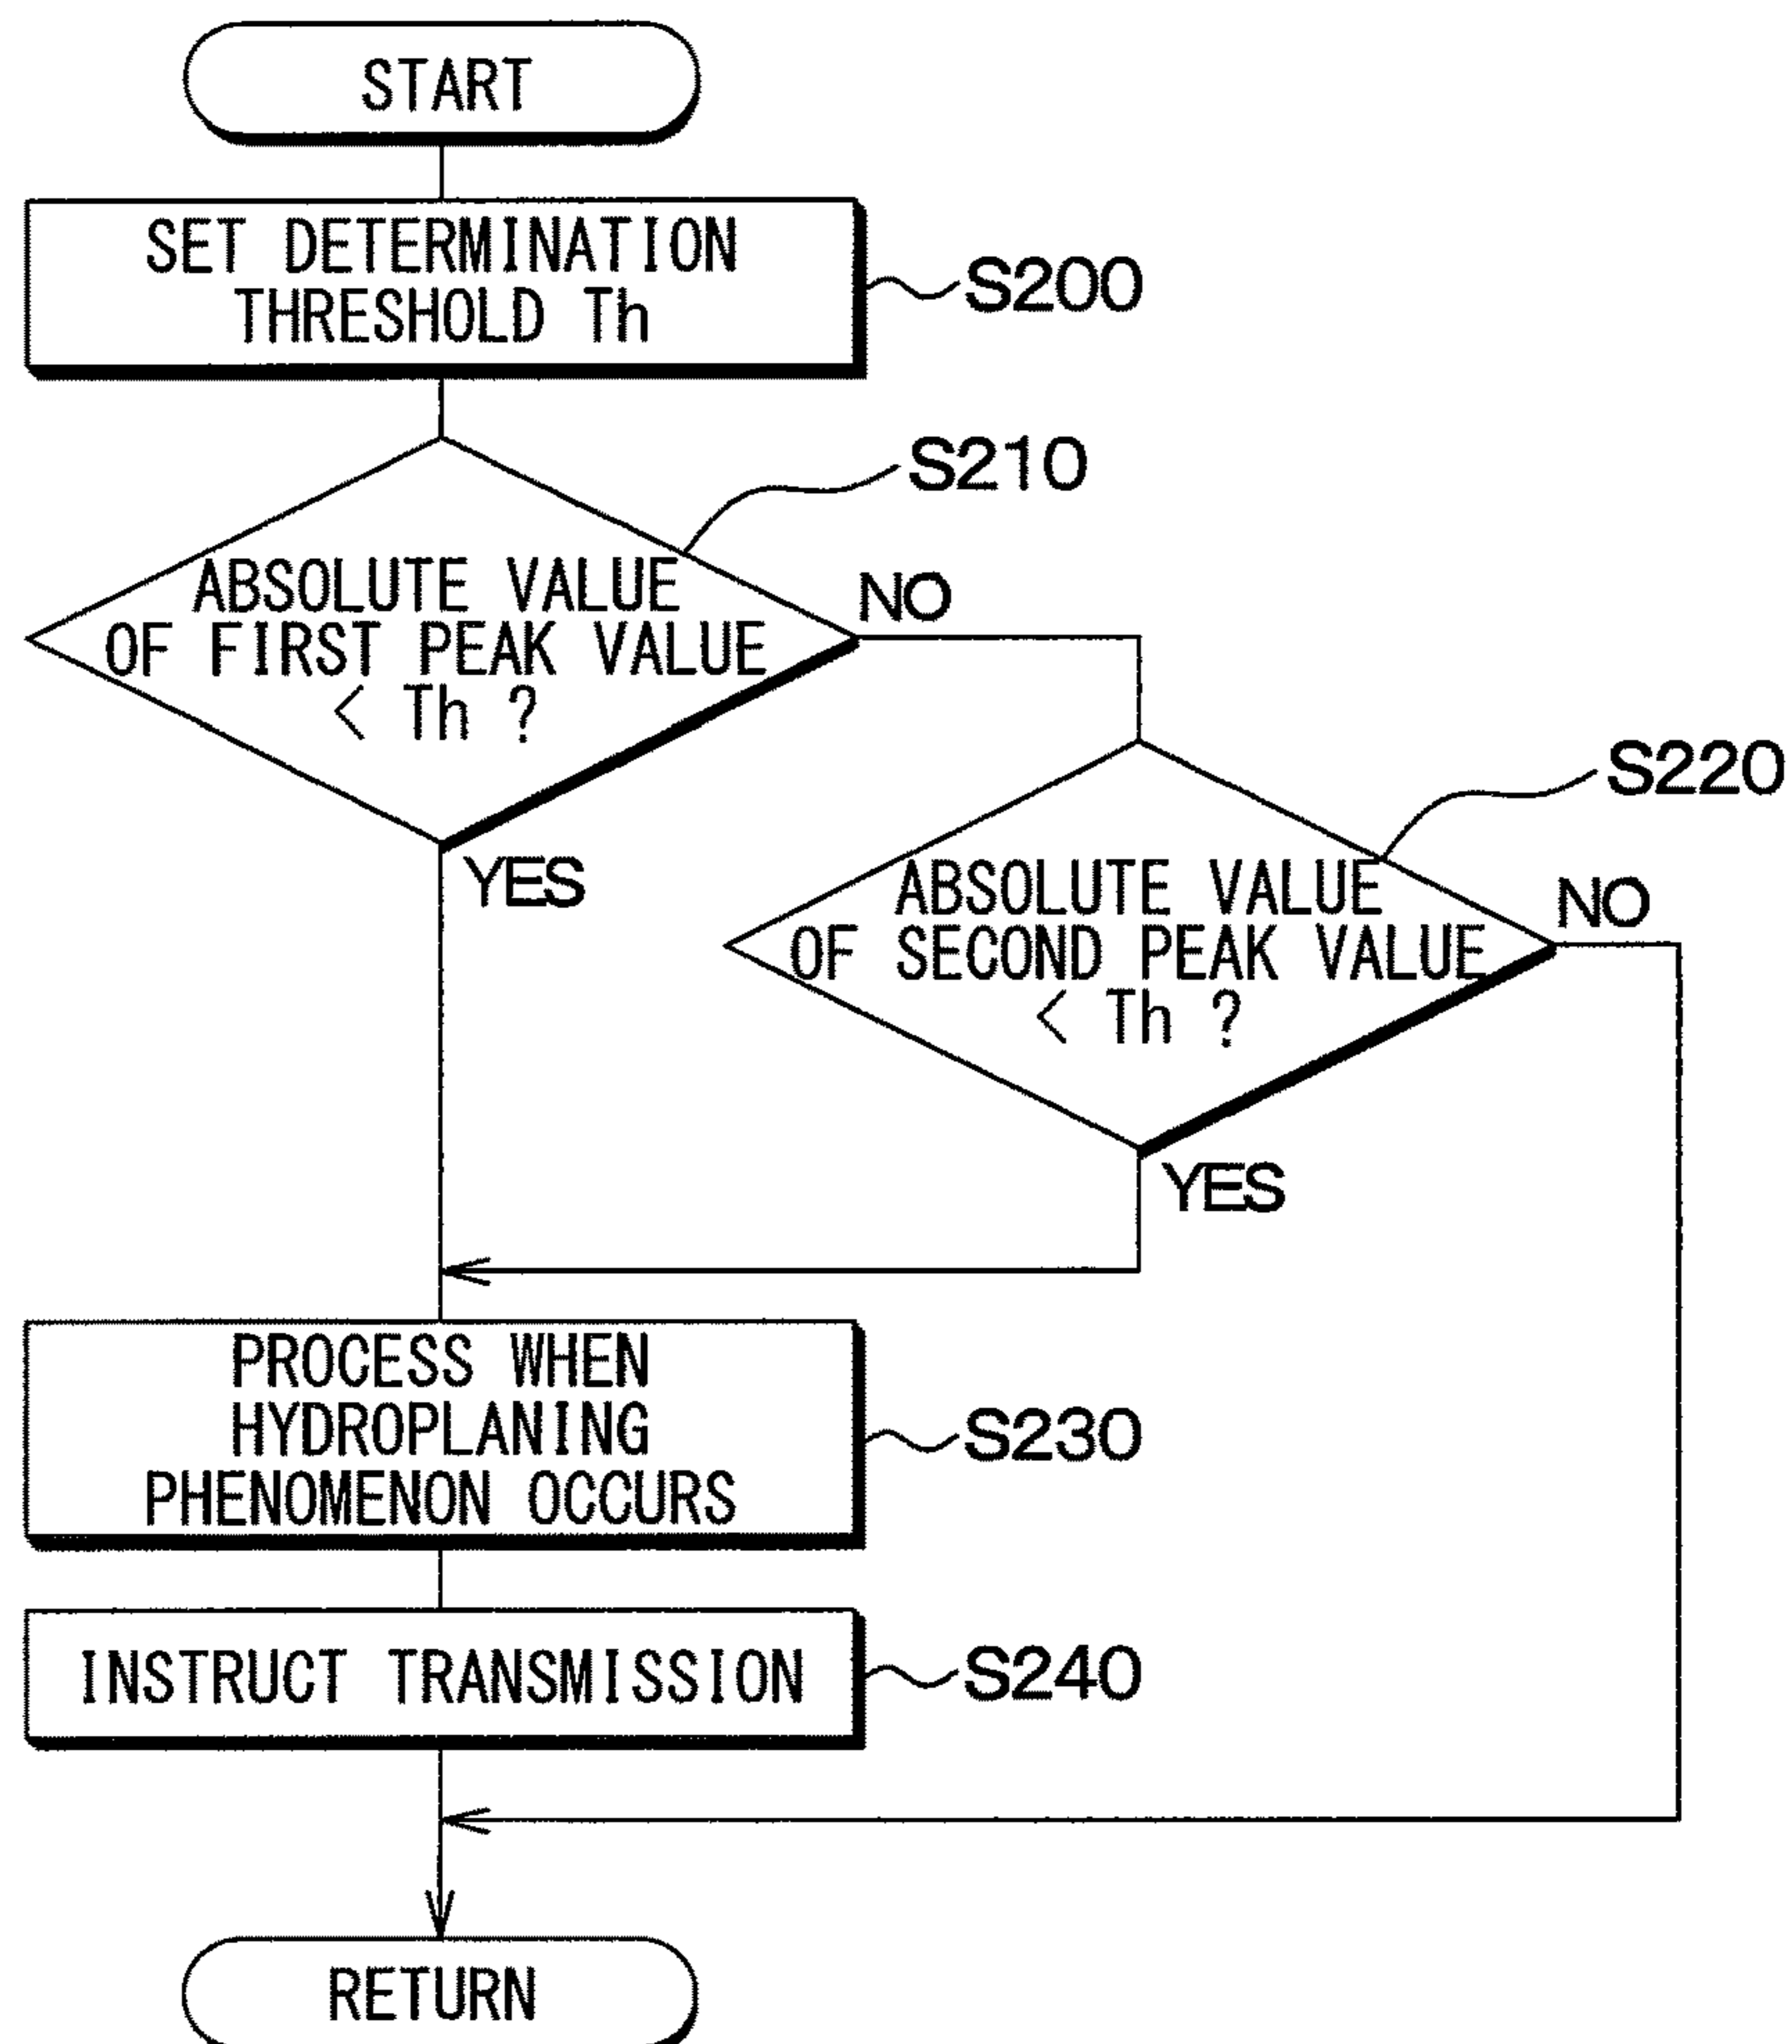 START
SET DETERMINATION
THRESHOLD Th
S200
S210
ABSOLUTE VALUE
OF FIRST PEAK VALUE
< Th ?
NO
YES
S220
ABSOLUTE VALUE
OF SECOND PEAK VALUE
< Th ?
NO
YES
PROCESS WHEN
HYDROPLANING
PHENOMENON OCCURS
S230
INSTRUCT TRANSMISSION
S240
RETURN